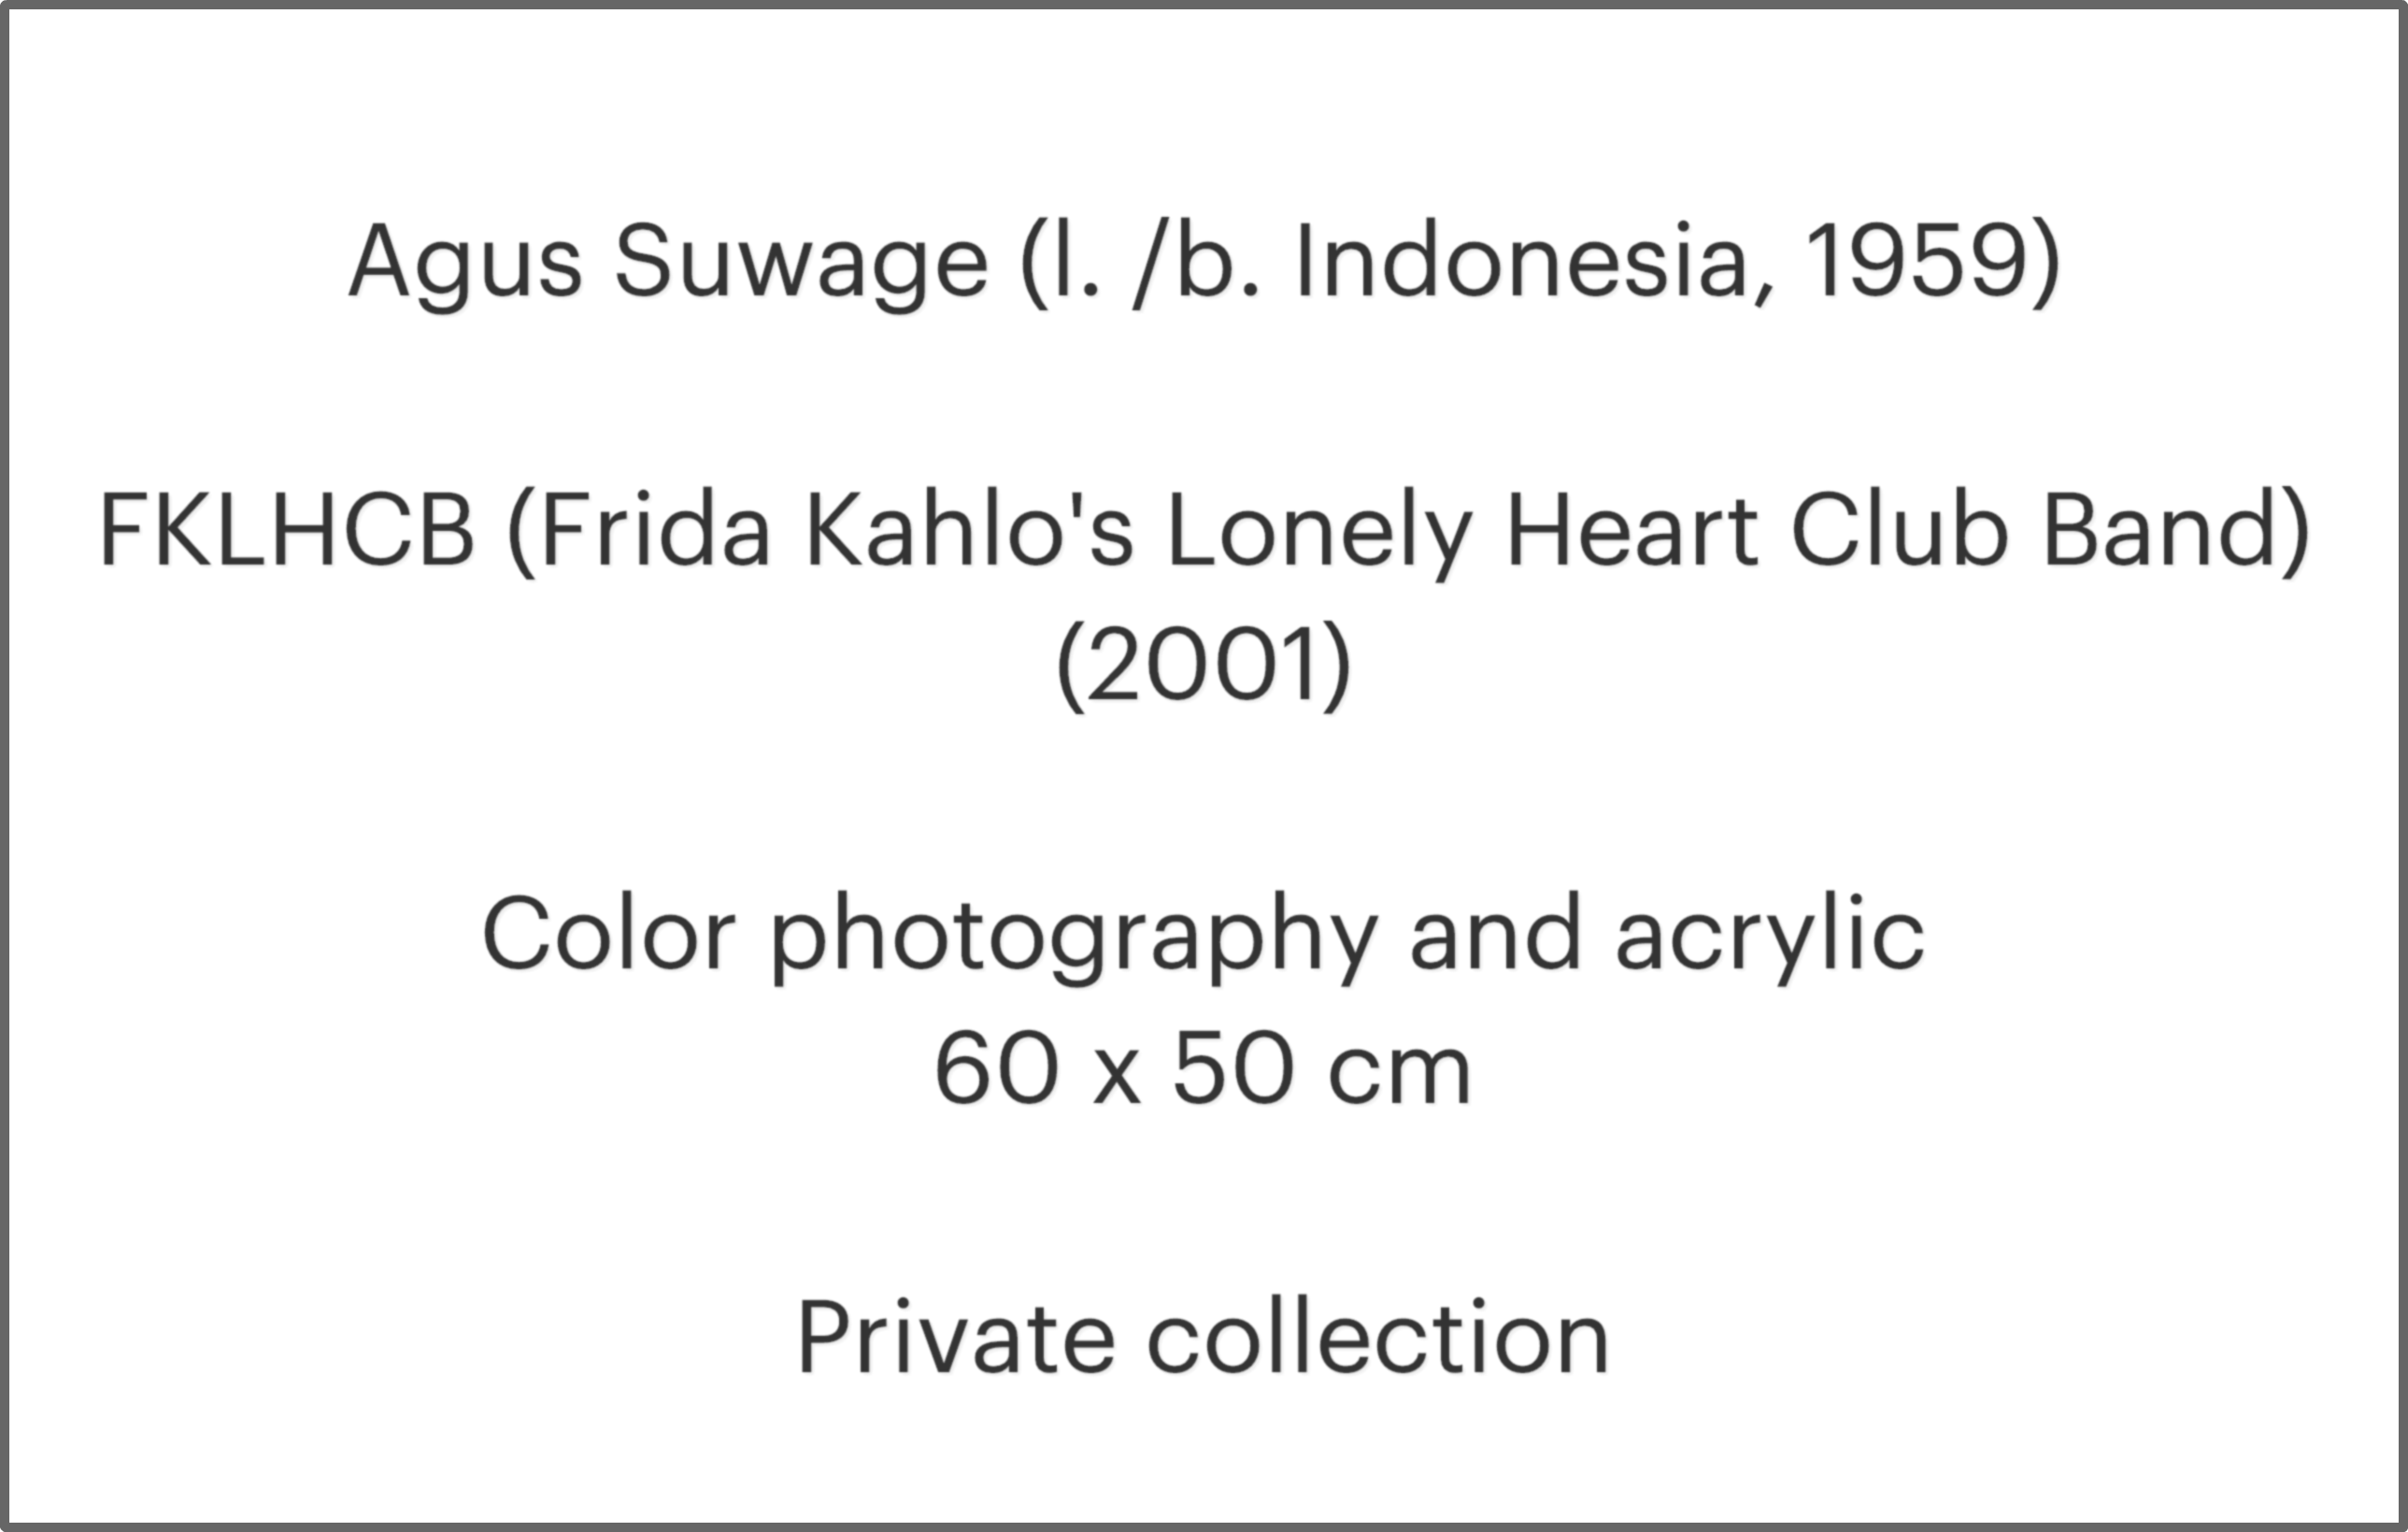 Agus Suwage (l. /b. Indonesia, 1959)
FKLHCB (Frida Kahlo's Lonely Heart Club Band)
(2001)
Color photography and acrylic
60 x 50 cm
Private collection